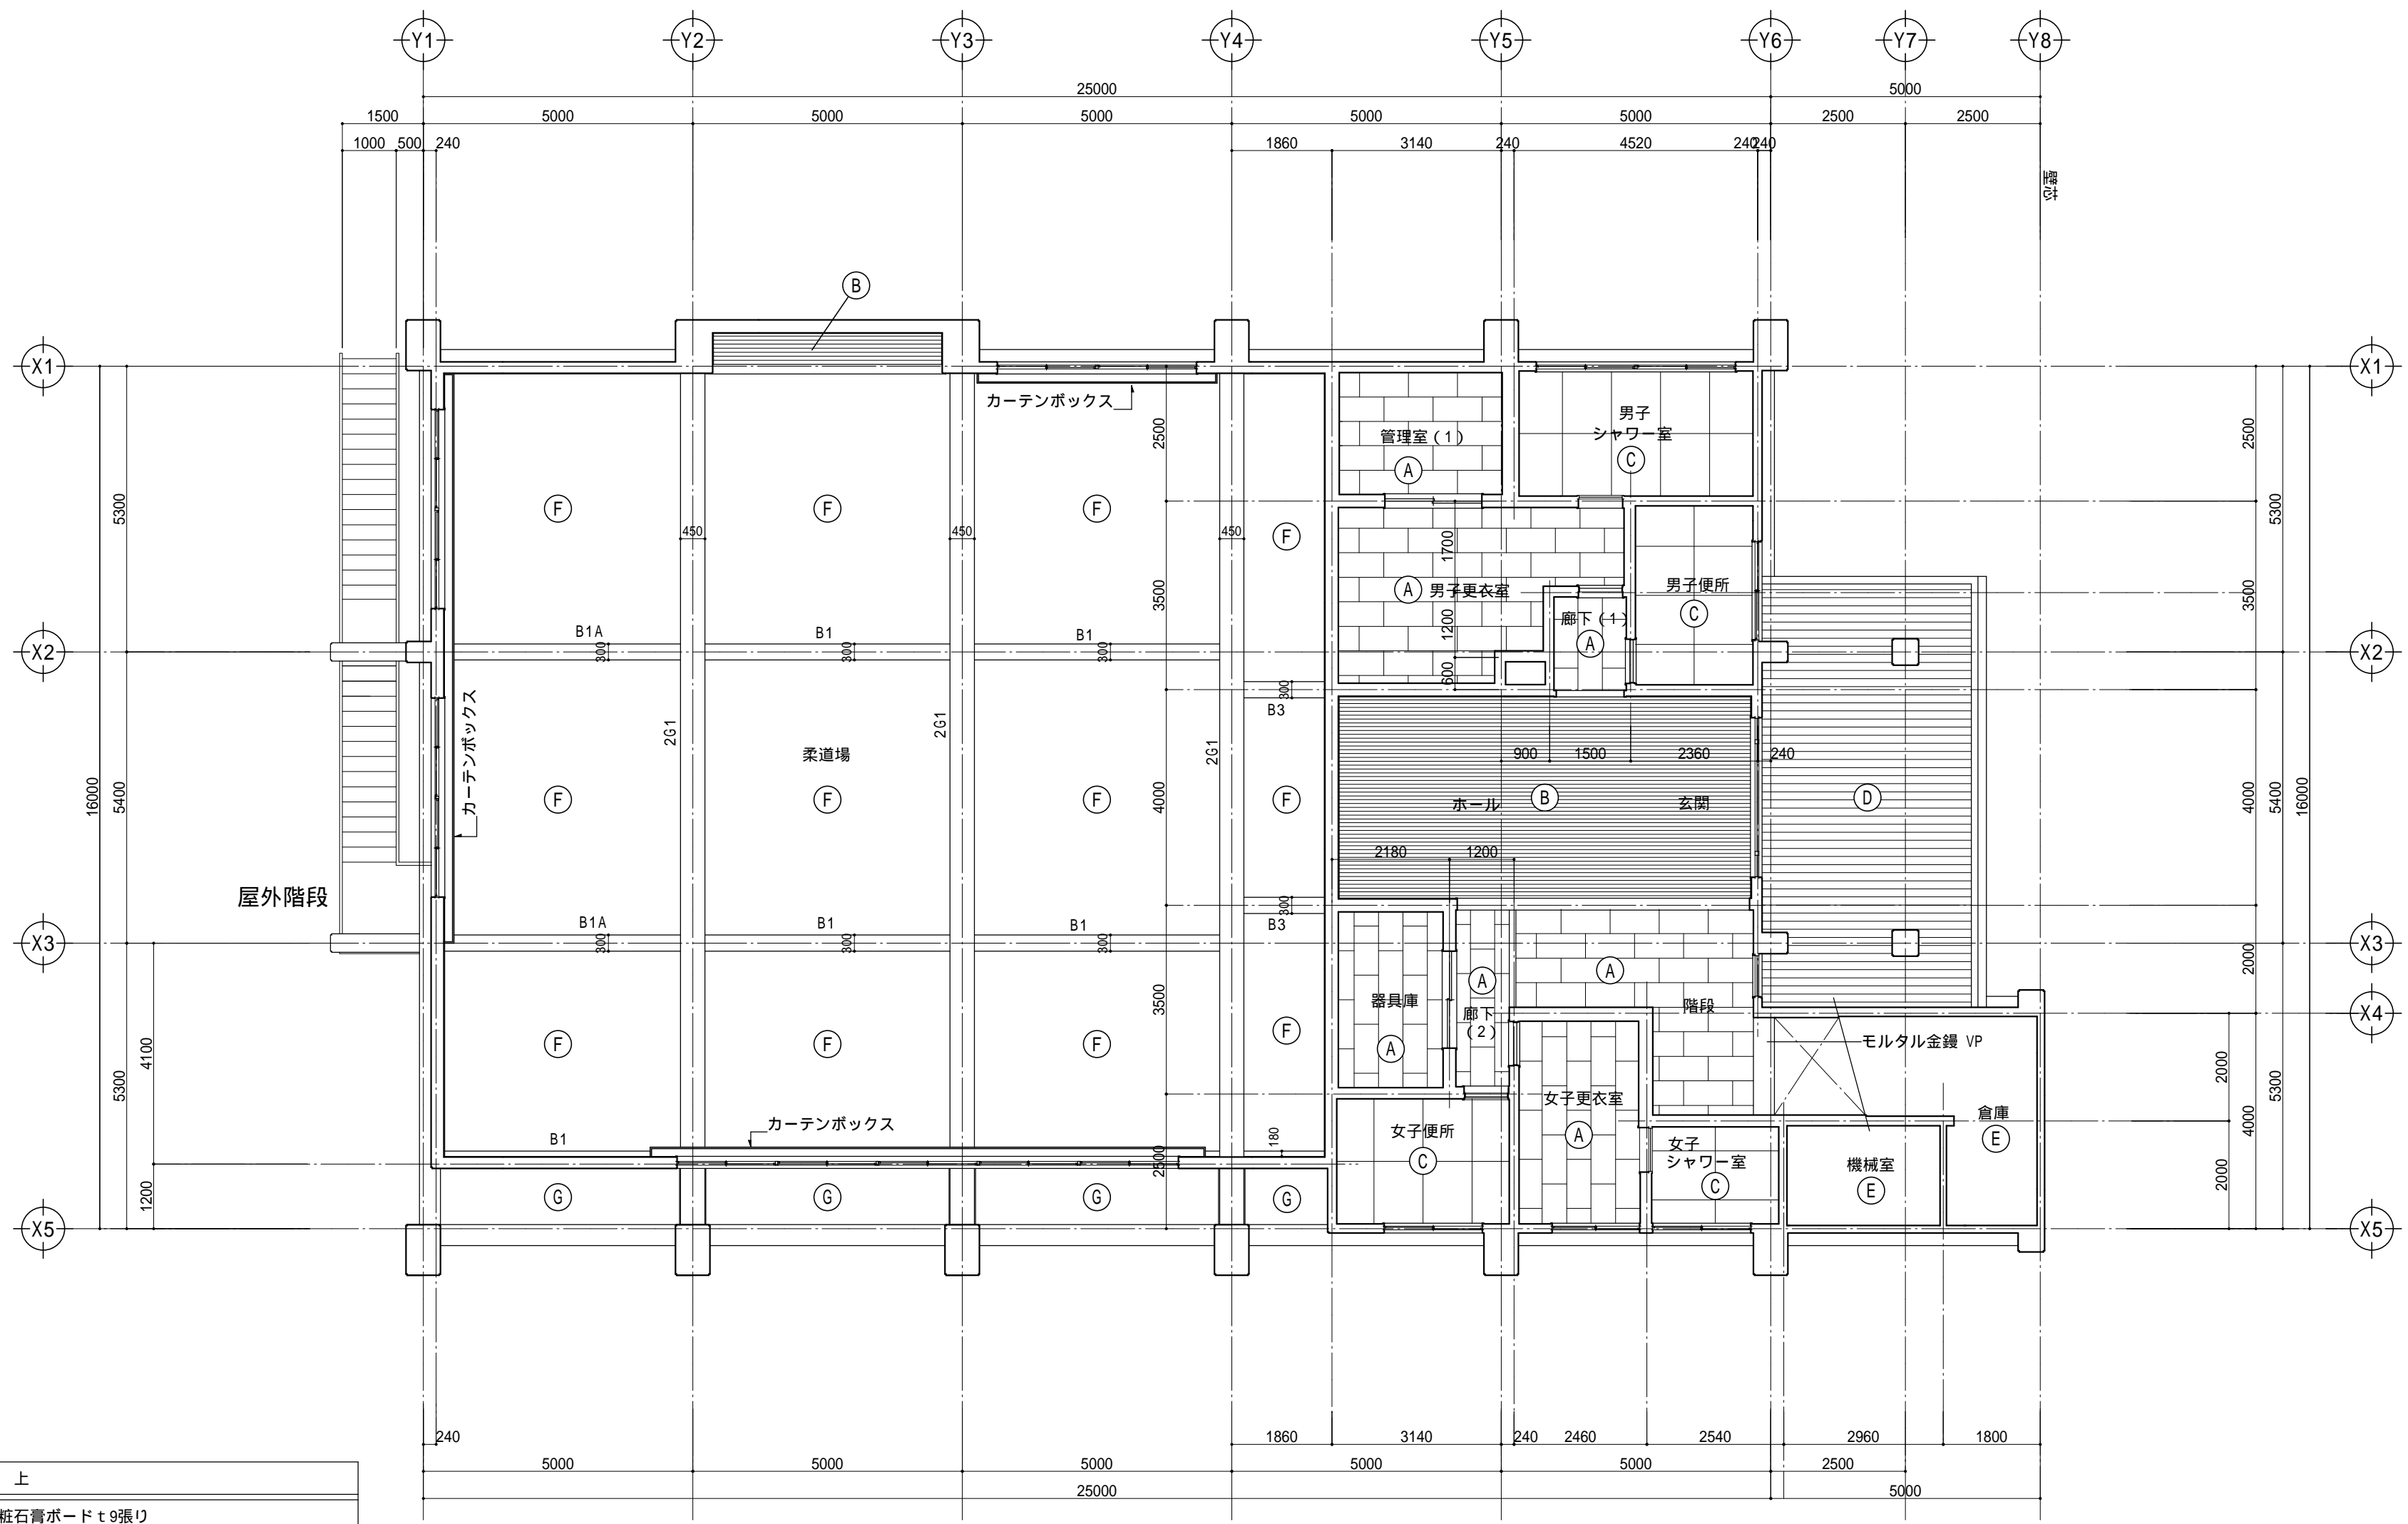 Y1 Y2 Y3 Y4 Y5 Y6 Y7 Y8
25000 5000
1500 5000 5000 5000 5000 5000 2500 2500
1000 500 240 1860 3140 240 4520 240 240
壁芯
B
X1 X1
カーテンボックス
2500
管理室(1)
A
男子
シャワー室
C
2500
5300
F F F F
450 450 450
1700
3500
A 男子更衣室
1200
廊下(1)
A
男子便所
C
3500
5300
B1A B1 B1
300 300 300
X2 X2
600
300
B3
カーテンボックス
2G1 2G1 2G1
柔道場
900 1500 2360 240
16000
5400
F F F F
4000
ホール B 玄関
D
4000
5400
16000
2180 1200
屋外階段
B1A B1 B1
300 300 300
300
B3
X3 X3
2000
A A
器具庫
A
廊下
(2)
階段
3500
X4
F F F F
4100
5300
モルタル金鏝 VP
2000
4000
5300
女子更衣室
A
倉庫
E
カーテンボックス
B1
180
2500
女子便所
C
女子
シャワー室
C
機械室
E
2000
1200
G G G G
X5 X5
240 1860 3140 240 2460 2540 2960 1800
5000 5000 5000 5000 5000 2500
25000 5000
上
粧石膏ボードt9張り